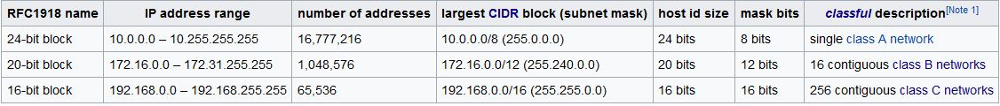 RFC1918 name IP address range number of addresses largest CIDR block (subnet mask) host id size mask bits classful description[Note 1]
24-bit block 10.0.0.0 – 10.255.255.255 16,777,216 10.0.0.0/8 (255.0.0.0) 24 bits 8 bits single class A network
20-bit block 172.16.0.0 – 172.31.255.255 1,048,576 172.16.0.0/12 (255.240.0.0) 20 bits 12 bits 16 contiguous class B networks
16-bit block 192.168.0.0 – 192.168.255.255 65,536 192.168.0.0/16 (255.255.0.0) 16 bits 16 bits 256 contiguous class C networks